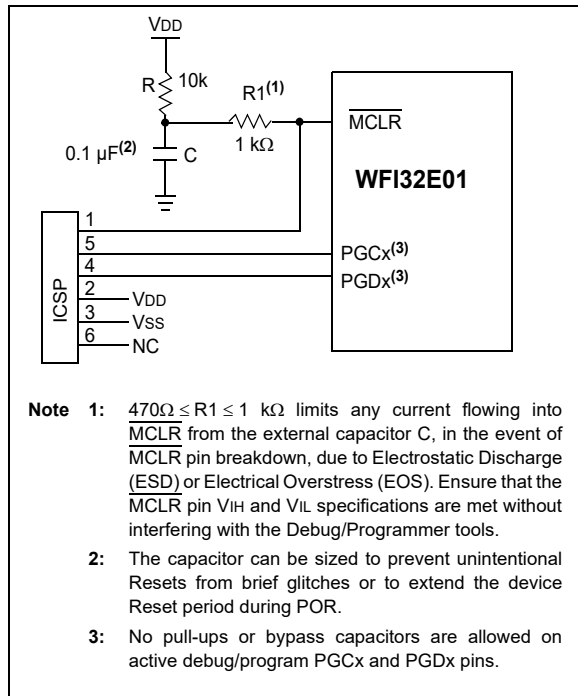 VDD
R 10k
R1(1)
1 kΩ
0.1 µF(2) C
MCLR
WFI32E01
ICSP
1
5
4
2
3
6
PGCx(3)
PGDx(3)
VDD
VSS
NC
Note 1: 470Ω ≤ R1 ≤ 1 kΩ limits any current flowing into
MCLR from the external capacitor C, in the event of
MCLR pin breakdown, due to Electrostatic Discharge
(ESD) or Electrical Overstress (EOS). Ensure that the
MCLR pin VIH and VIL specifications are met without
interfering with the Debug/Programmer tools.
2: The capacitor can be sized to prevent unintentional
Resets from brief glitches or to extend the device
Reset period during POR.
3: No pull-ups or bypass capacitors are allowed on
active debug/program PGCx and PGDx pins.